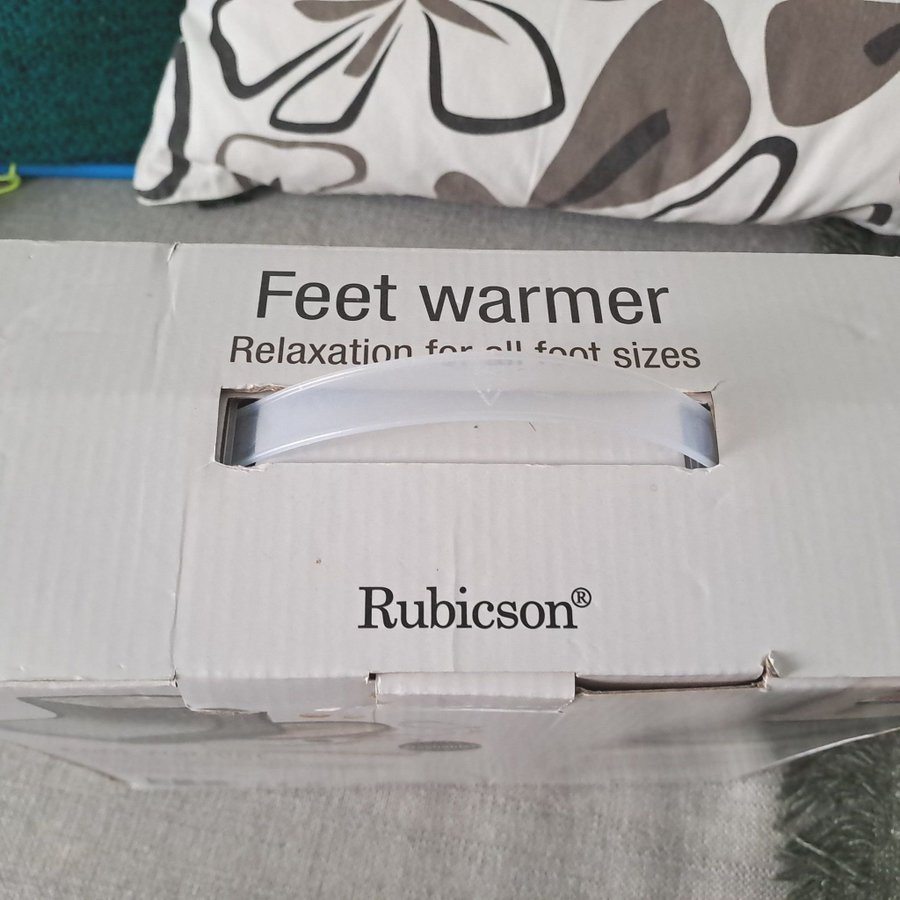 Feet warmer
Relaxation for all foot sizes
Rubicson®